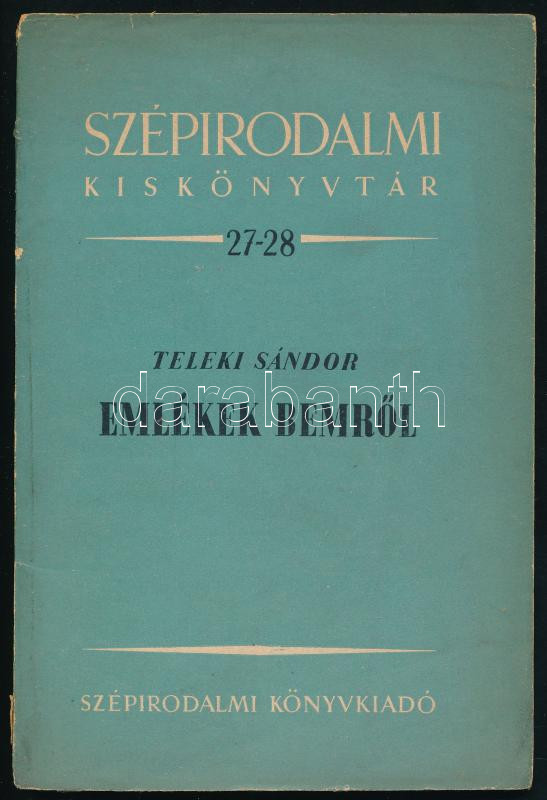 SZÉPIRODALMI
KISKÖNYVTÁR
27-28
TELEKI SÁNDOR
darabanth
EMLÉKEK BEMRŐL
SZÉPIRODALMI KÖNYVKIADÓ